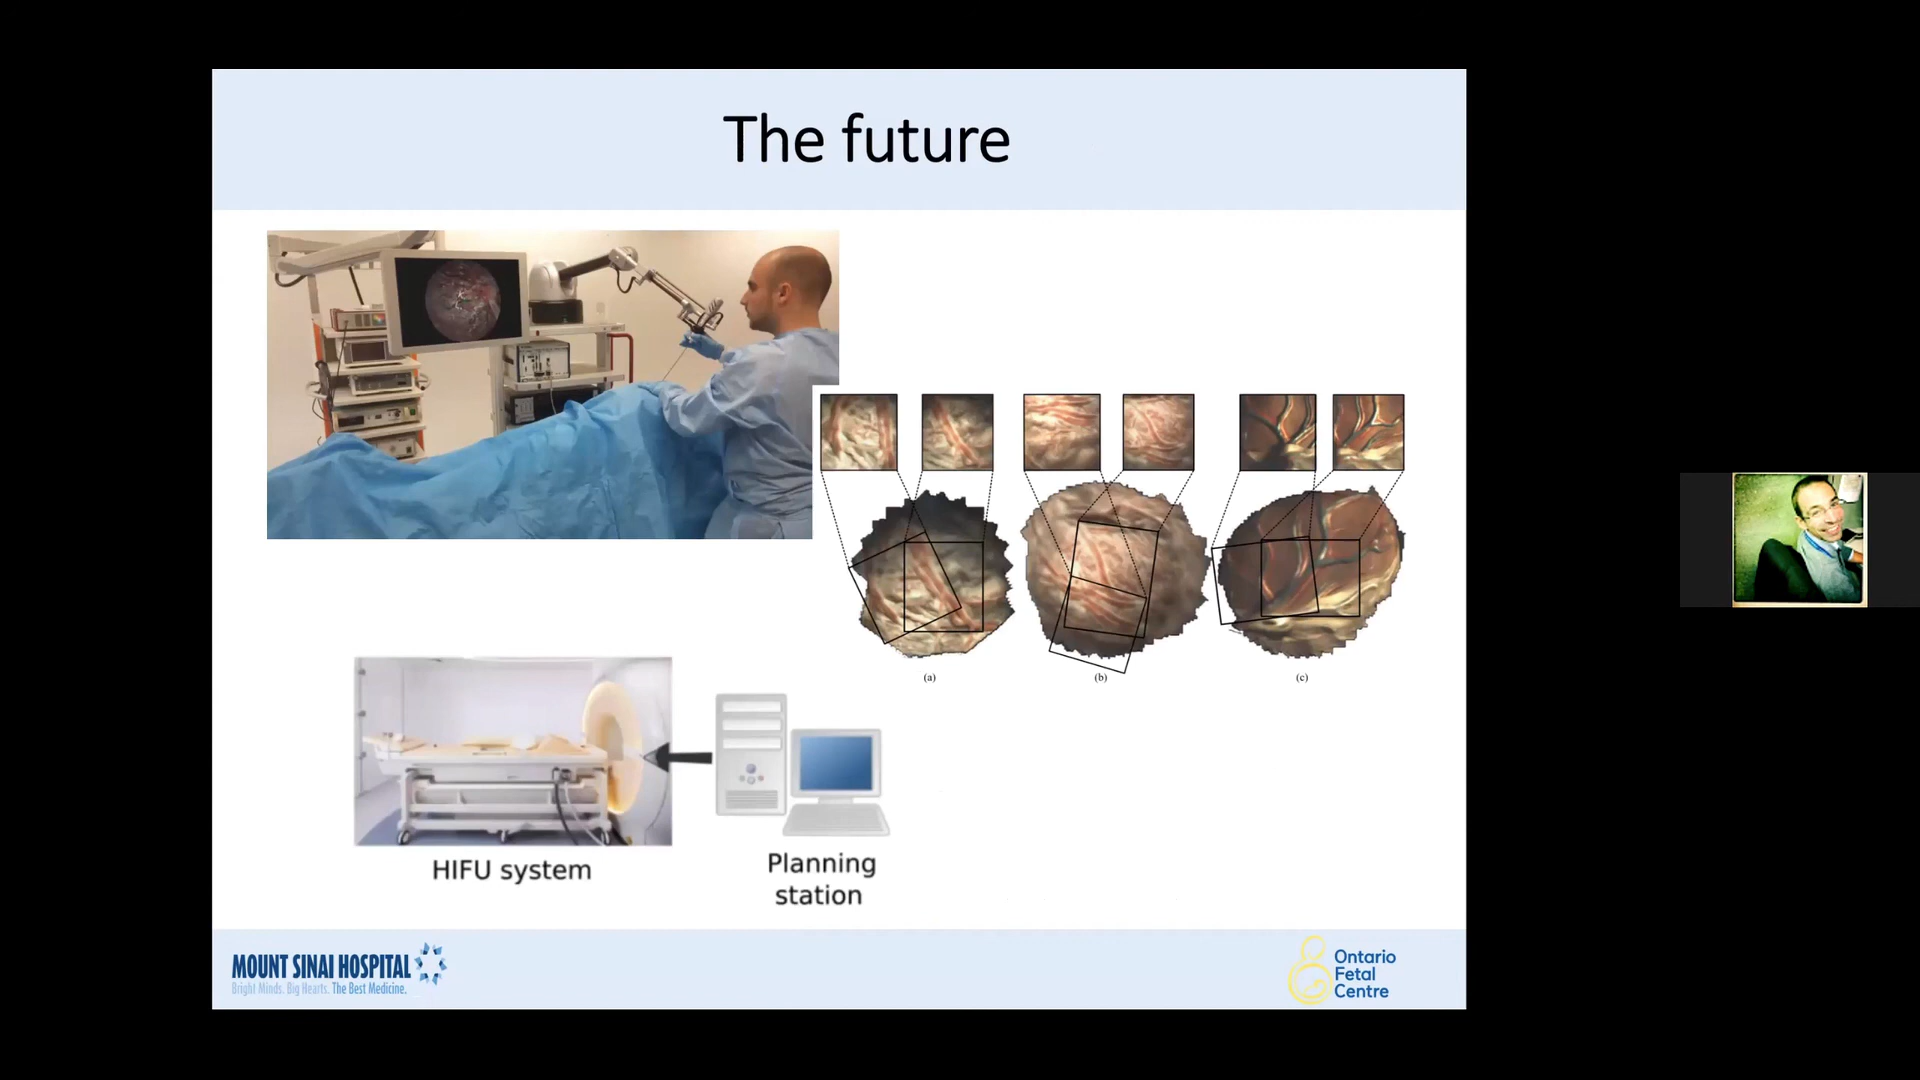 The future
(a)
(b)
(c)
HIFU system
Planning
station
MOUNT SINAI HOSPITAL
Bright Minds. Big Hearts. The Best Medicine.
Ontario
Fetal
Centre